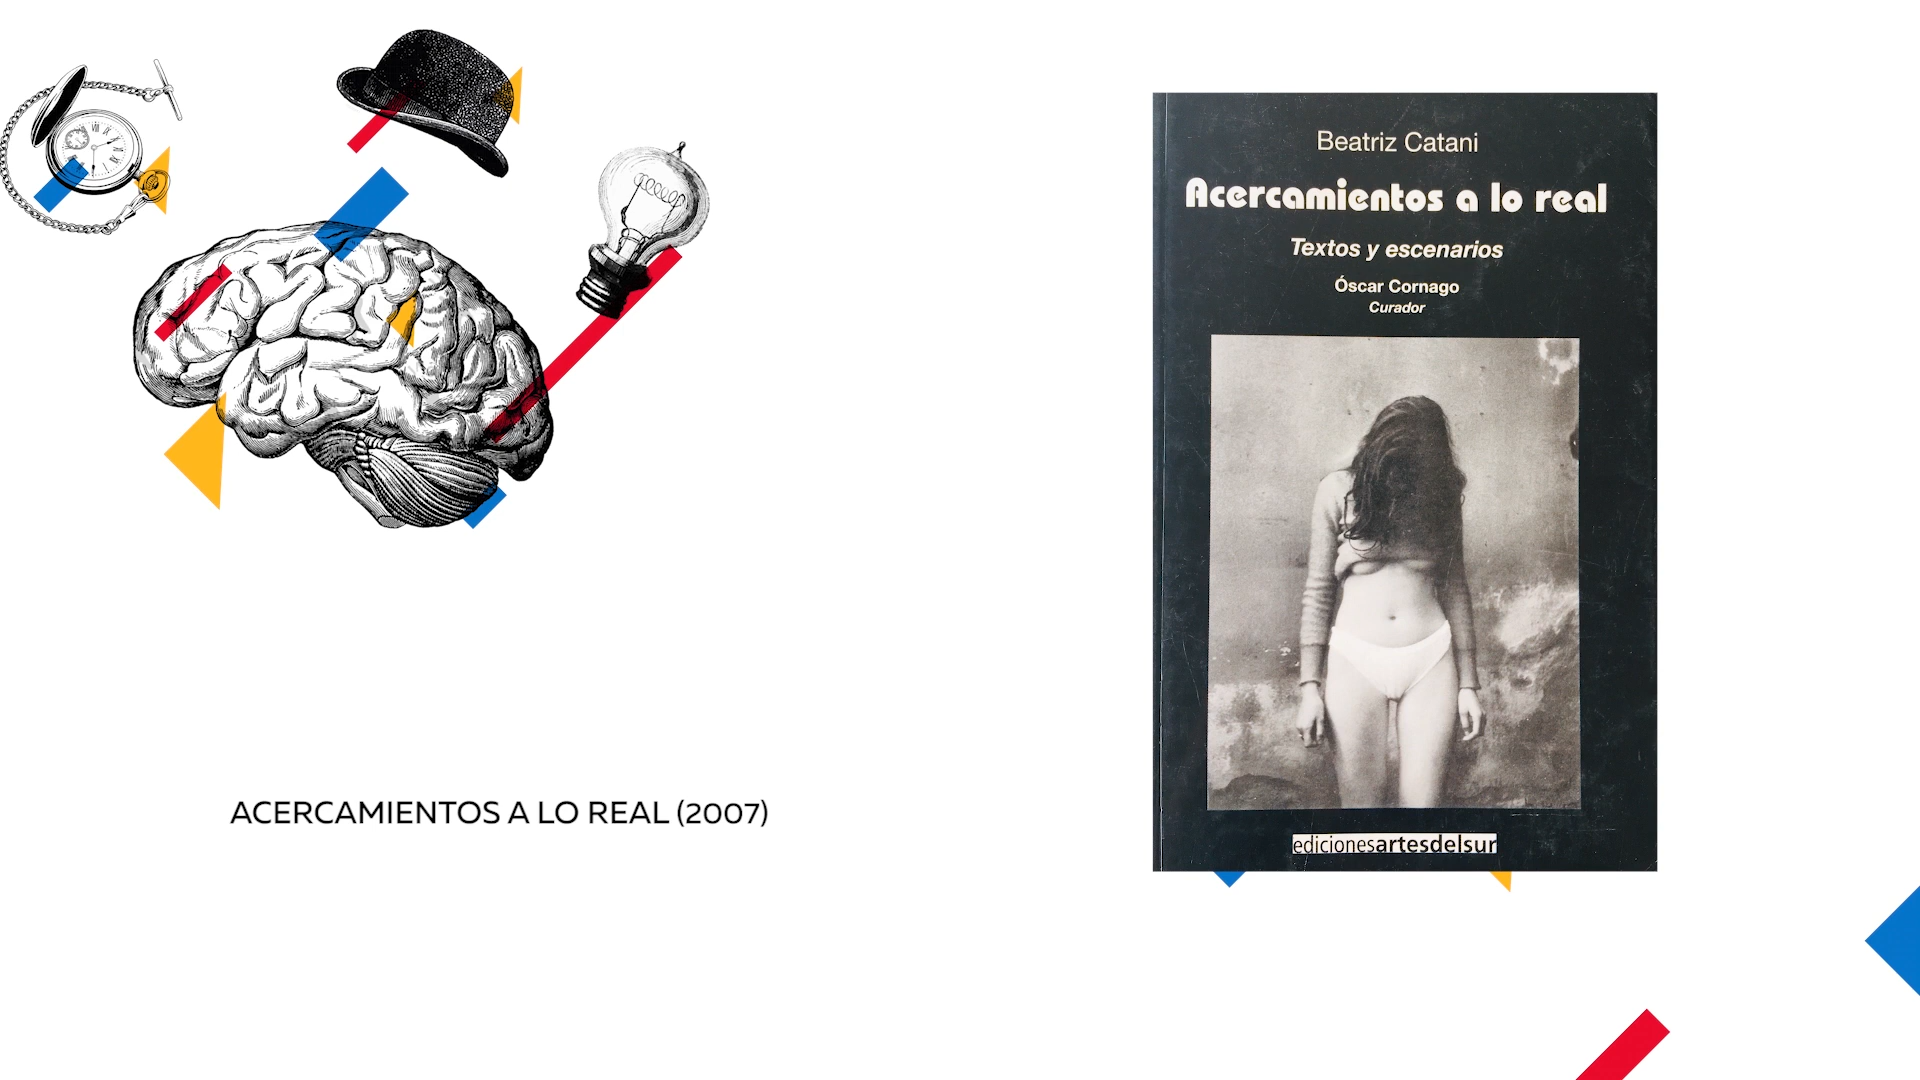 ACERCAMIENTOS A LO REAL (2007)
Beatriz Catani
Acercamientos a lo real
Textos y escenarios
Óscar Cornago
Curador
edicionesartesdelsur